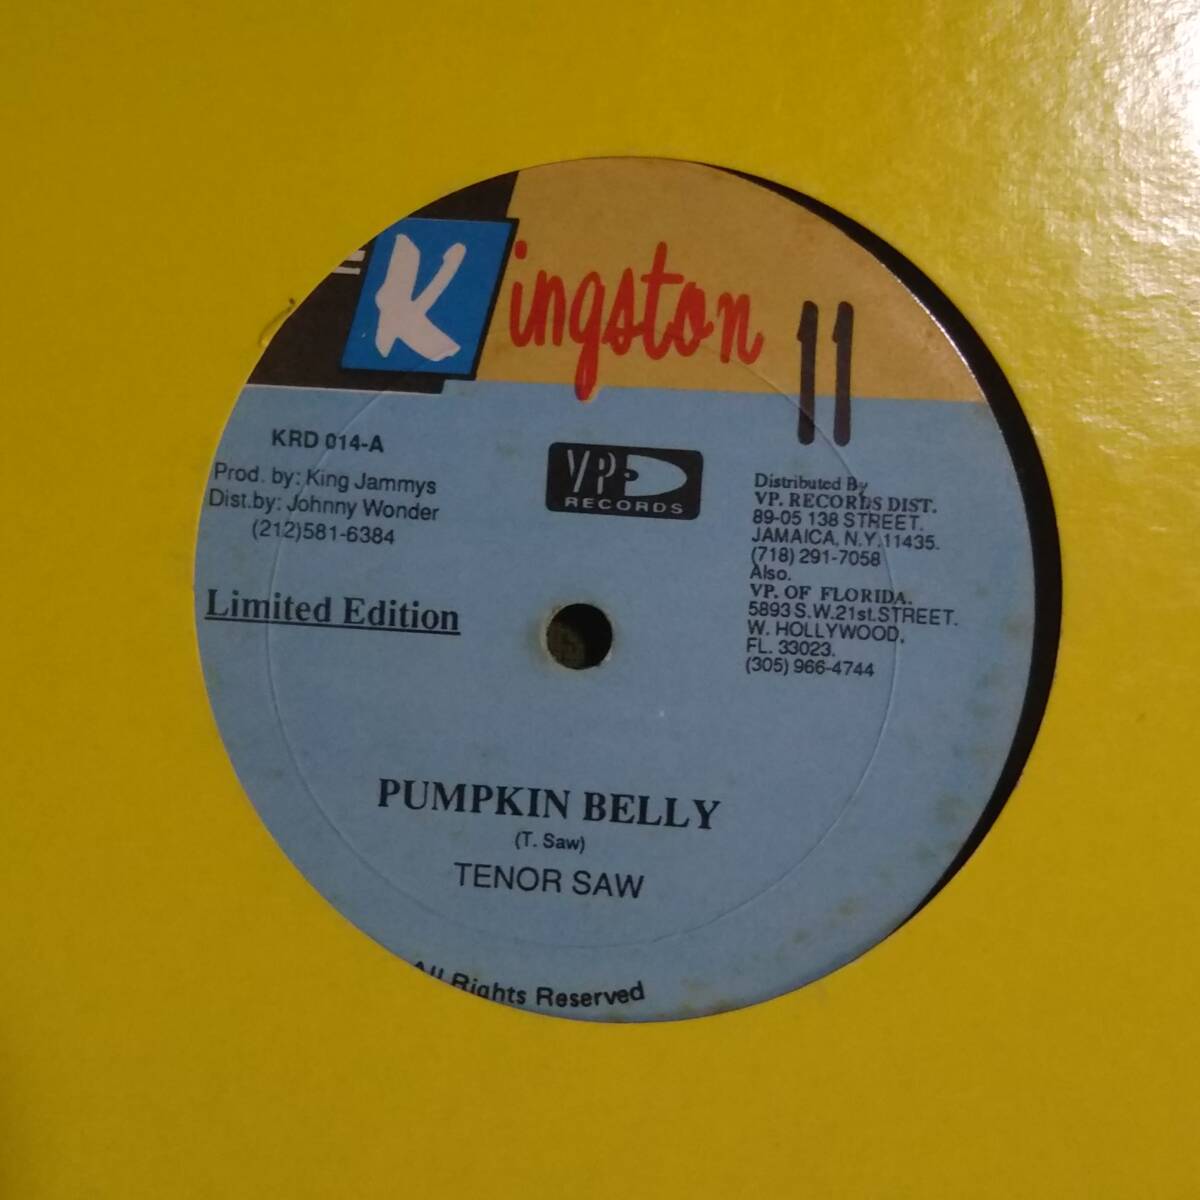 Kingston 11
KRD 014-A
Prod. by: King Jammys
Dist.by: Johnny Wonder
(212)581-6384
Limited Edition
VP
RECORDS
Distributed By
VP. RECORDS DIST.
89-05 138 STREET.
JAMAICA, N.Y.11435.
(718) 291-7058
Also.
VP. OF FLORIDA.
5893 S.W.21st.STREET.
W. HOLLYWOOD,
FL. 33023.
(305) 966-4744
PUMPKIN BELLY
(T. Saw)
TENOR SAW
All Rights Reserved